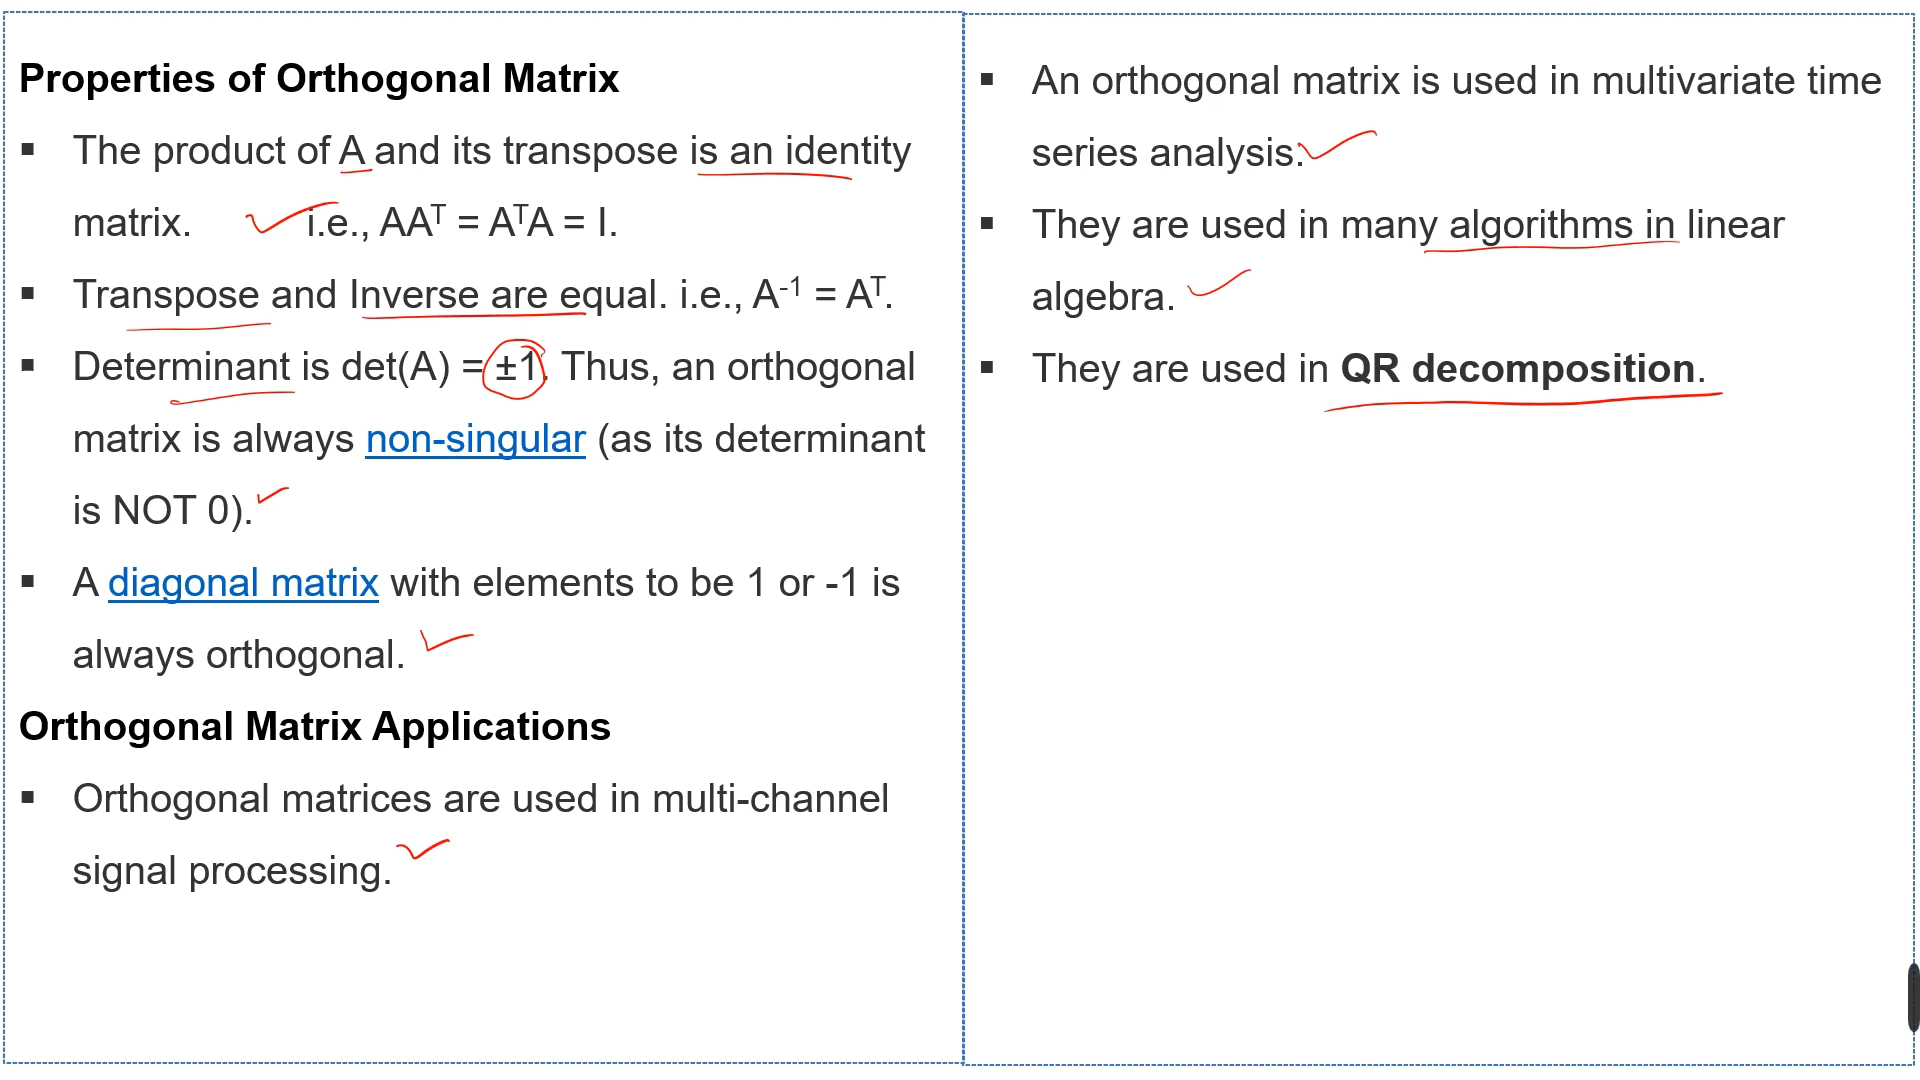 Properties of Orthogonal Matrix
▪ The product of A and its transpose is an identity
matrix. i.e., AAᵀ = AᵀA = I.
▪ Transpose and Inverse are equal. i.e., A⁻¹ = Aᵀ.
▪ Determinant is det(A) = ±1. Thus, an orthogonal
matrix is always non-singular (as its determinant
is NOT 0).
▪ A diagonal matrix with elements to be 1 or -1 is
always orthogonal.
Orthogonal Matrix Applications
▪ Orthogonal matrices are used in multi-channel
signal processing.
▪ An orthogonal matrix is used in multivariate time
series analysis.
▪ They are used in many algorithms in linear
algebra.
▪ They are used in QR decomposition.